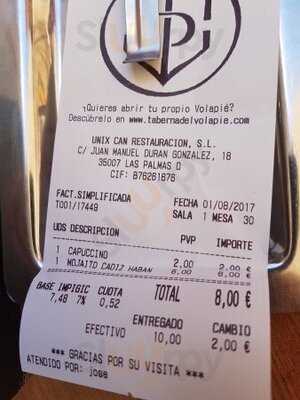 ¿Quieres abrir tu propio Volapié?
Descúbrelo en www.tabernadelvolapie.com
UNIX CAN RESTAURACION, S.L.
C/ JUAN MANUEL DURAN GONZALEZ, 18
35007 LAS PALMAS D
CIF: B76261676
FACT.SIMPLIFICADA FECHA 01/08/2017
T001/17449 SALA 1 MESA 30
UDS DESCRIPCION PVP IMPORTE
1 CAPUCCINO 2,00 2,00 €
1 MOJAITO CADIZ HABAN 6,00 6,00 €
BASE IMP IGIC CUOTA TOTAL 8,00 €
7,48 7% 0,52
ENTREGADO CAMBIO
EFECTIVO 10,00 2,00 €
*** GRACIAS POR SU VISITA ***
ATENDIDO POR: jose